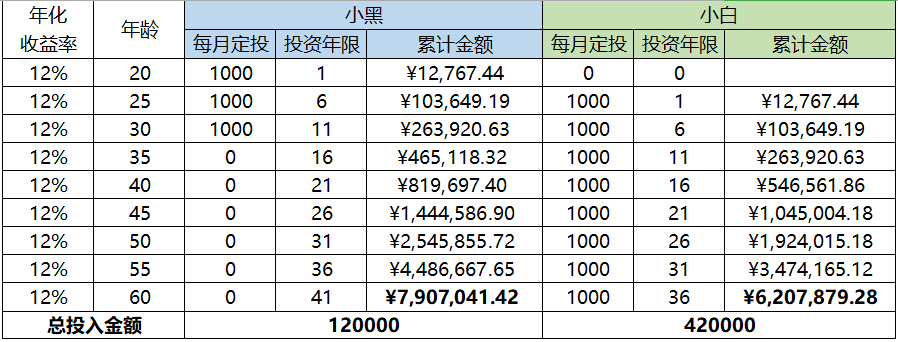 年化收益率 年龄 小黑 小白
每月定投 投资年限 累计金额 每月定投 投资年限 累计金额
12% 20 1000 1 ¥12,767.44 0 0
12% 25 1000 6 ¥103,649.19 1000 1 ¥12,767.44
12% 30 1000 11 ¥263,920.63 1000 6 ¥103,649.19
12% 35 0 16 ¥465,118.32 1000 11 ¥263,920.63
12% 40 0 21 ¥819,697.40 1000 16 ¥546,561.86
12% 45 0 26 ¥1,444,586.90 1000 21 ¥1,045,004.18
12% 50 0 31 ¥2,545,855.72 1000 26 ¥1,924,015.18
12% 55 0 36 ¥4,486,667.65 1000 31 ¥3,474,165.12
12% 60 0 41 ¥7,907,041.42 1000 36 ¥6,207,879.28
总投入金额 120000 420000